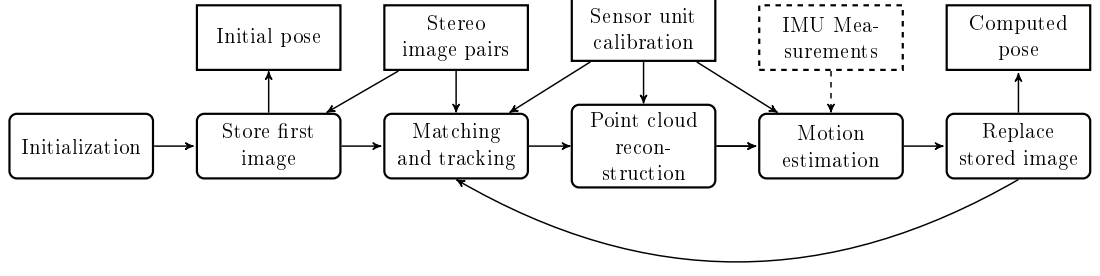 Initial pose
Stereo
image pairs
Sensor unit
calibration
IMU Mea-
surements
Computed
pose
Initialization
Store first
image
Matching
and tracking
Point cloud
recon-
struction
Motion
estimation
Replace
stored image